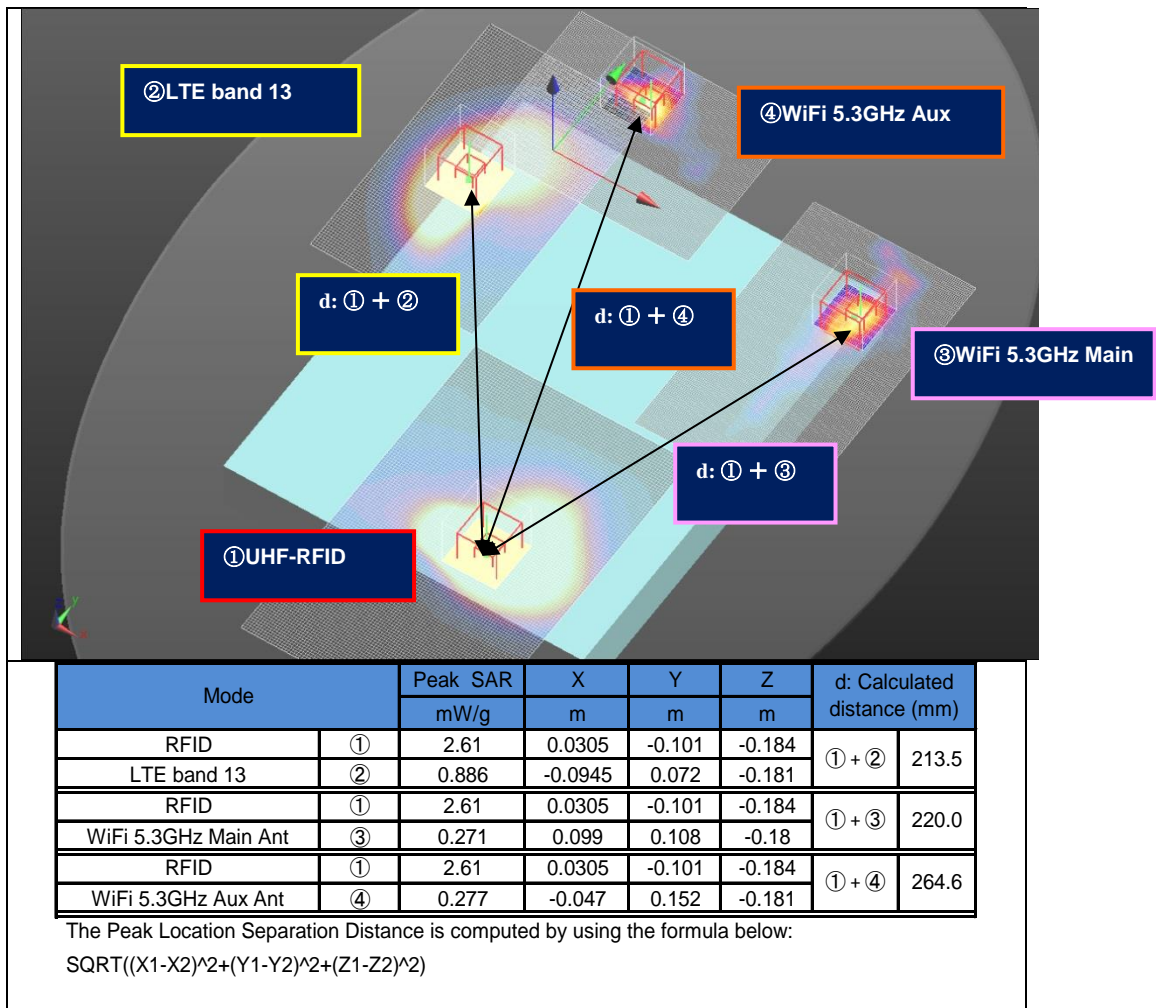 ②LTE band 13
④WiFi 5.3GHz Aux
d: ① + ②
d: ① + ④
③WiFi 5.3GHz Main
d: ① + ③
①UHF-RFID
y
x
Mode Peak SAR X Y Z d: Calculated distance (mm)
mW/g m m m
RFID ① 2.61 0.0305 -0.101 -0.184 ① + ② 213.5
LTE band 13 ② 0.886 -0.0945 0.072 -0.181
RFID ① 2.61 0.0305 -0.101 -0.184 ① + ③ 220.0
WiFi 5.3GHz Main Ant ③ 0.271 0.099 0.108 -0.18
RFID ① 2.61 0.0305 -0.101 -0.184 ① + ④ 264.6
WiFi 5.3GHz Aux Ant ④ 0.277 -0.047 0.152 -0.181
The Peak Location Separation Distance is computed by using the formula below:
SQRT((X1-X2)^2+(Y1-Y2)^2+(Z1-Z2)^2)